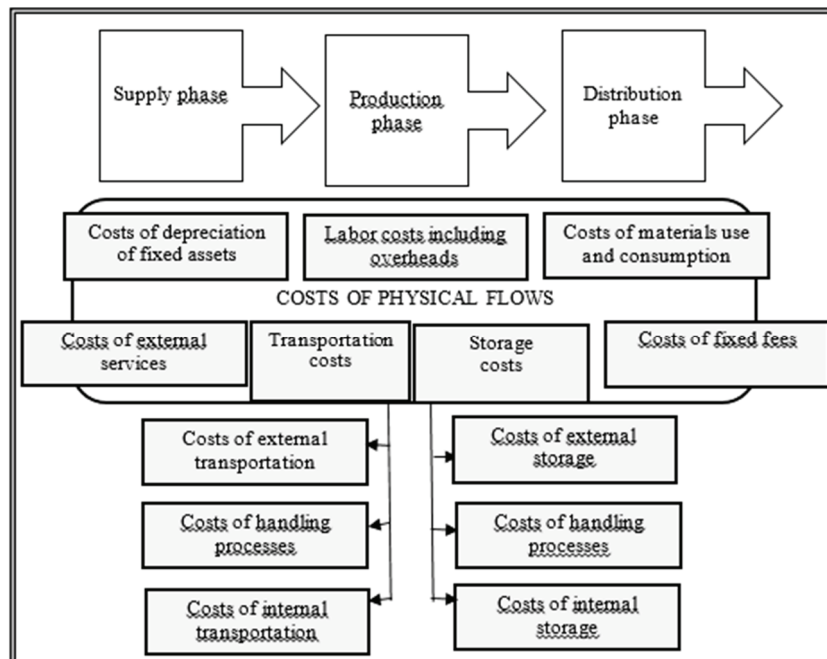 Supply phase
Production
phase
Distribution
phase
Costs of depreciation
of fixed assets
Labor costs including
overheads
Costs of materials use
and consumption
COSTS OF PHYSICAL FLOWS
Costs of external
services
Transportation
costs
Storage
costs
Costs of fixed fees
Costs of external
transportation
Costs of external
storage
Costs of handling
processes
Costs of handling
processes
Costs of internal
transportation
Costs of internal
storage